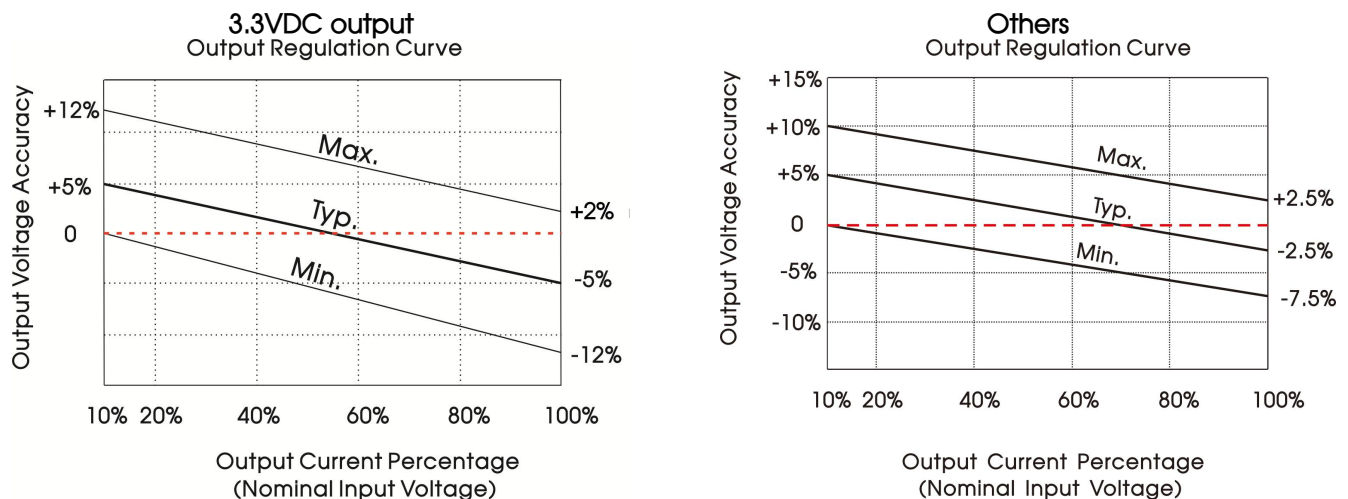 3.3VDC output
Output Regulation Curve
Output Voltage Accuracy
+12%
+5%
0
Max.
Typ.
Min.
+2%
-5%
-12%
10% 20% 40% 60% 80% 100%
Output Current Percentage
(Nominal Input Voltage)
Others
Output Regulation Curve
Output Voltage Accuracy
+15%
+10%
+5%
0
-5%
-10%
Max.
Typ.
Min.
+2.5%
-2.5%
-7.5%
10% 20% 40% 60% 80% 100%
Output Current Percentage
(Nominal Input Voltage)